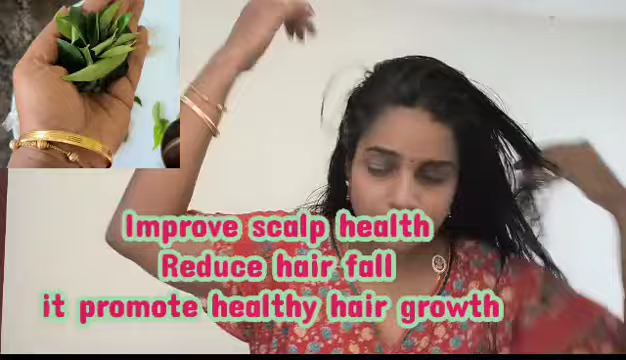 Improve scalp health
Reduce hair fall
it promote healthy hair growth